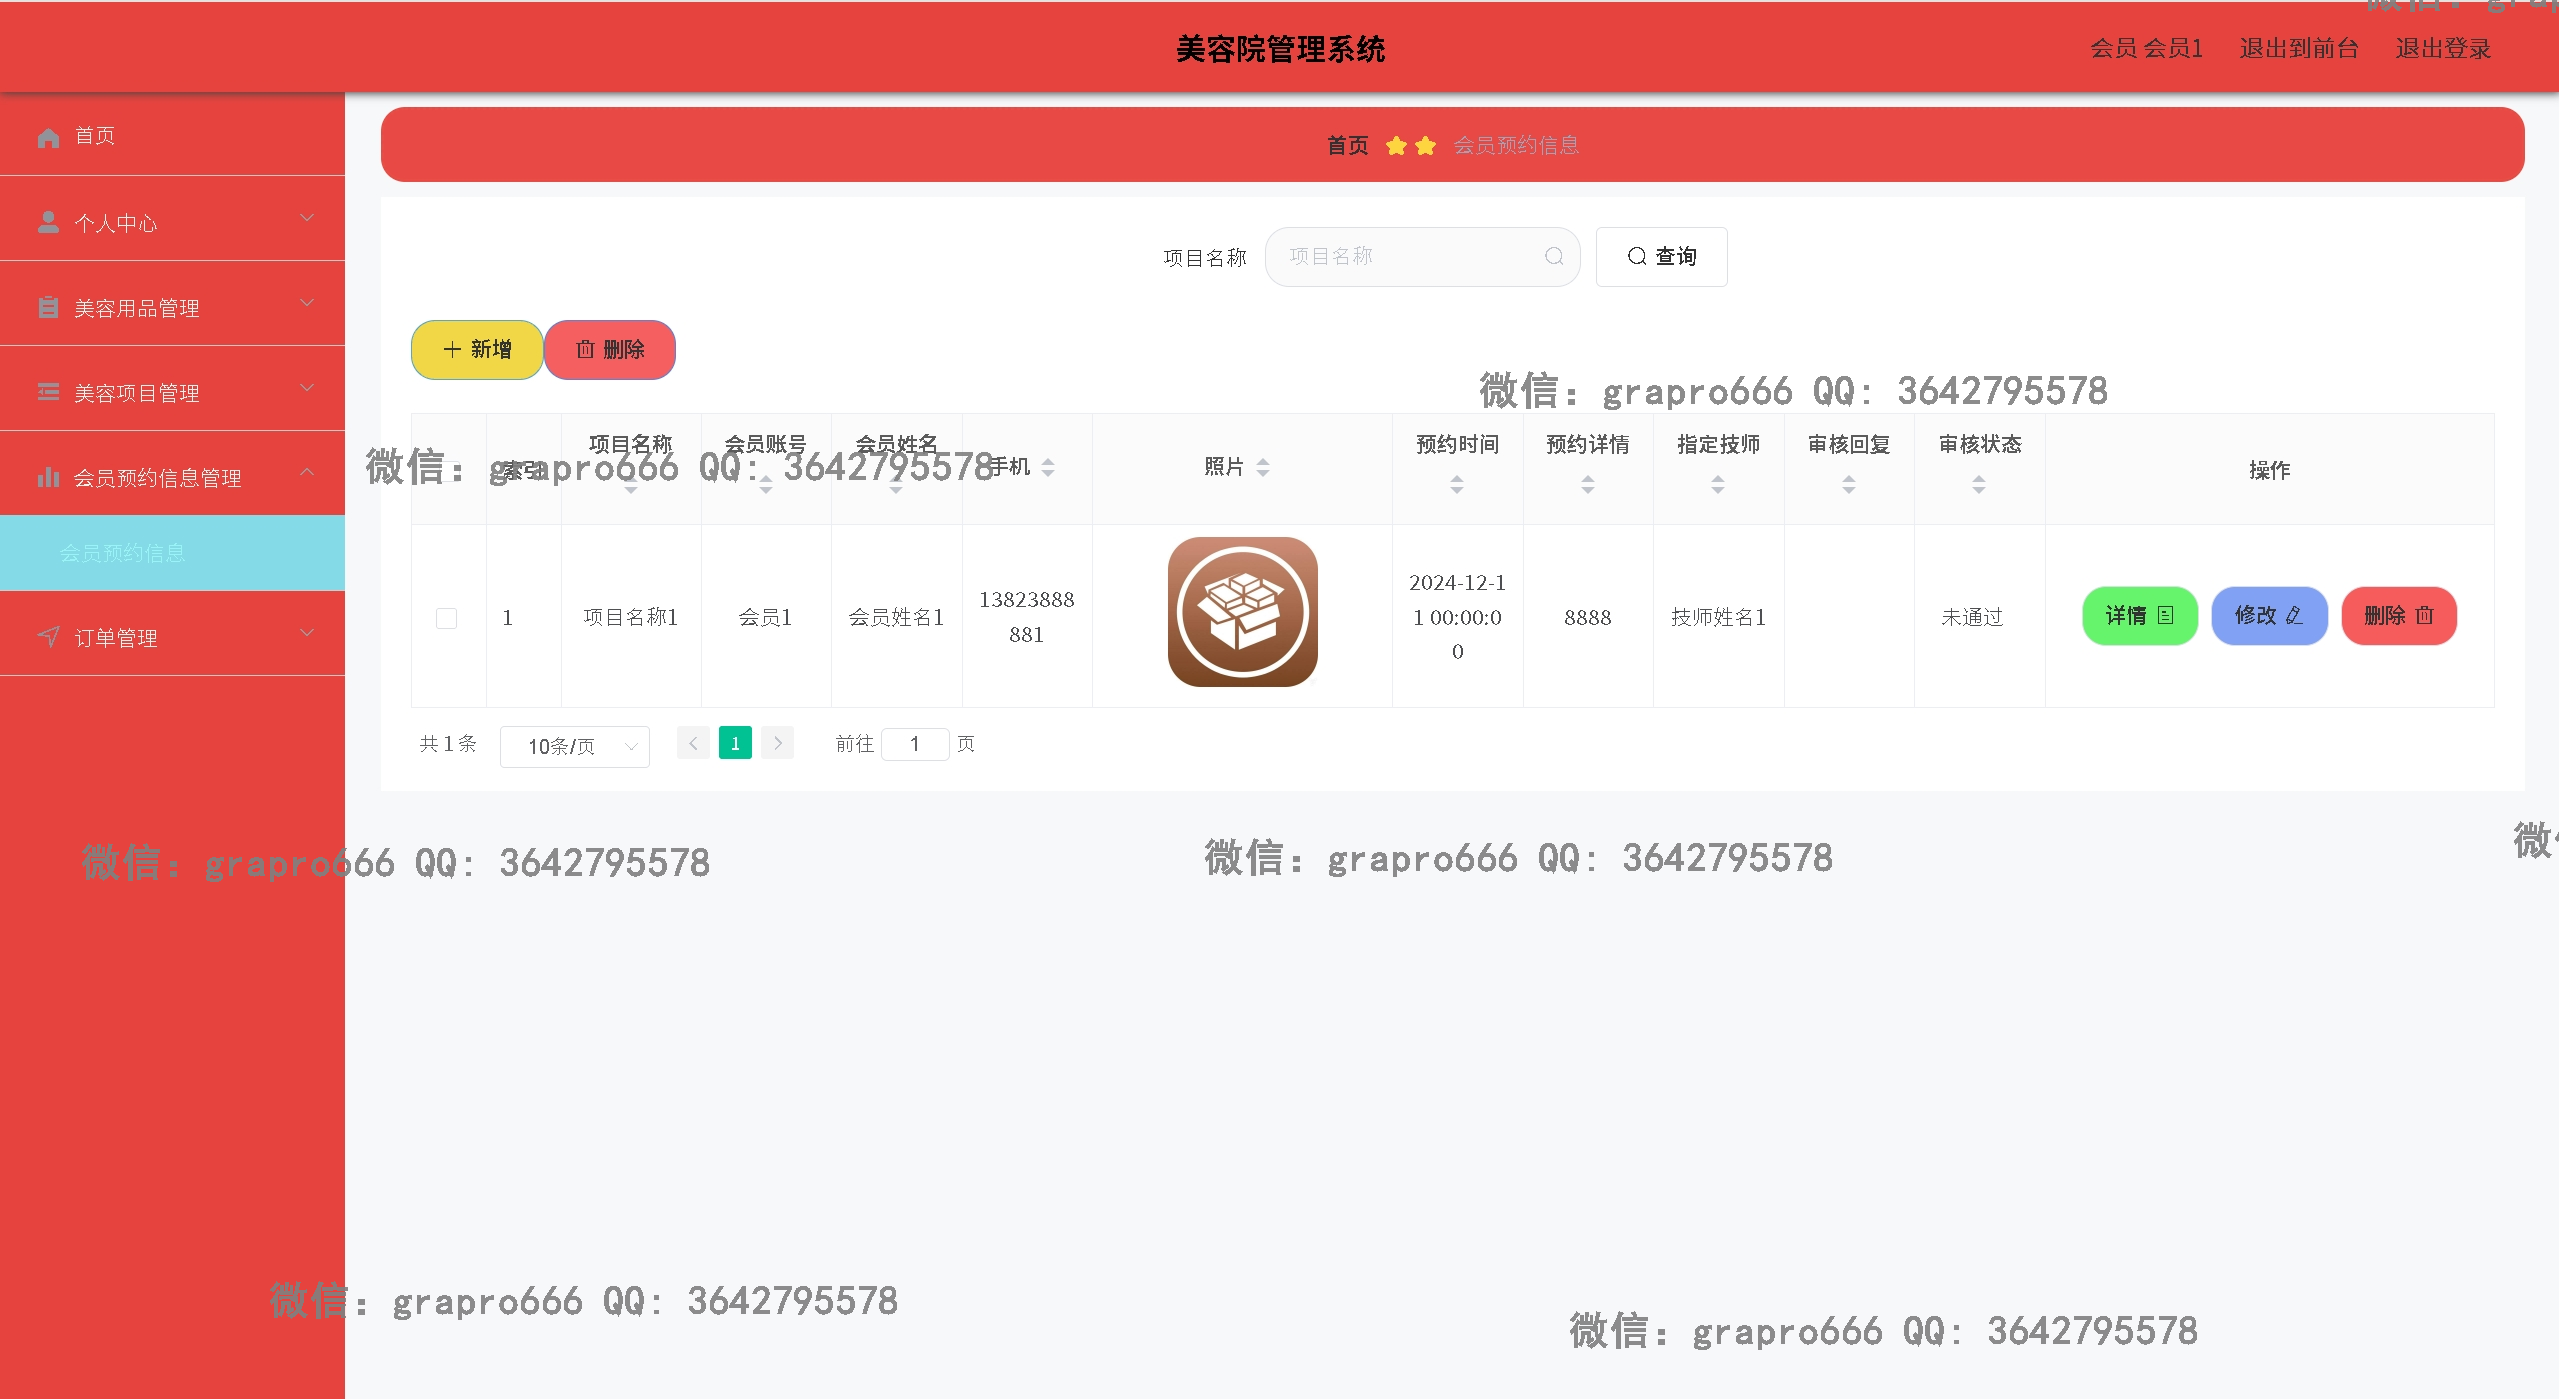 美容院管理系统
会员 会员1
退出到前台
退出登录
首页
个人中心
美容用品管理
美容项目管理
会员预约信息管理
会员预约信息
订单管理
首页 会员预约信息
项目名称 项目名称 查询
新增 删除
微信: grapro666 QQ: 3642795578
索引 项目名称 会员账号 会员姓名 手机 照片 预约时间 预约详情 指定技师 审核回复 审核状态 操作
微信: grapro666 QQ: 3642795578
1 项目名称1 会员1 会员姓名1
13823888
881
2024-12-1
1 00:00:0
0
8888 技师姓名1 未通过 详情 修改 删除
共 1 条 10条/页 1 前往 1 页
微信: grapro666 QQ: 3642795578
微信: grapro666 QQ: 3642795578
微信: grapro666 QQ: 3642795578
微信: grapro666 QQ: 3642795578